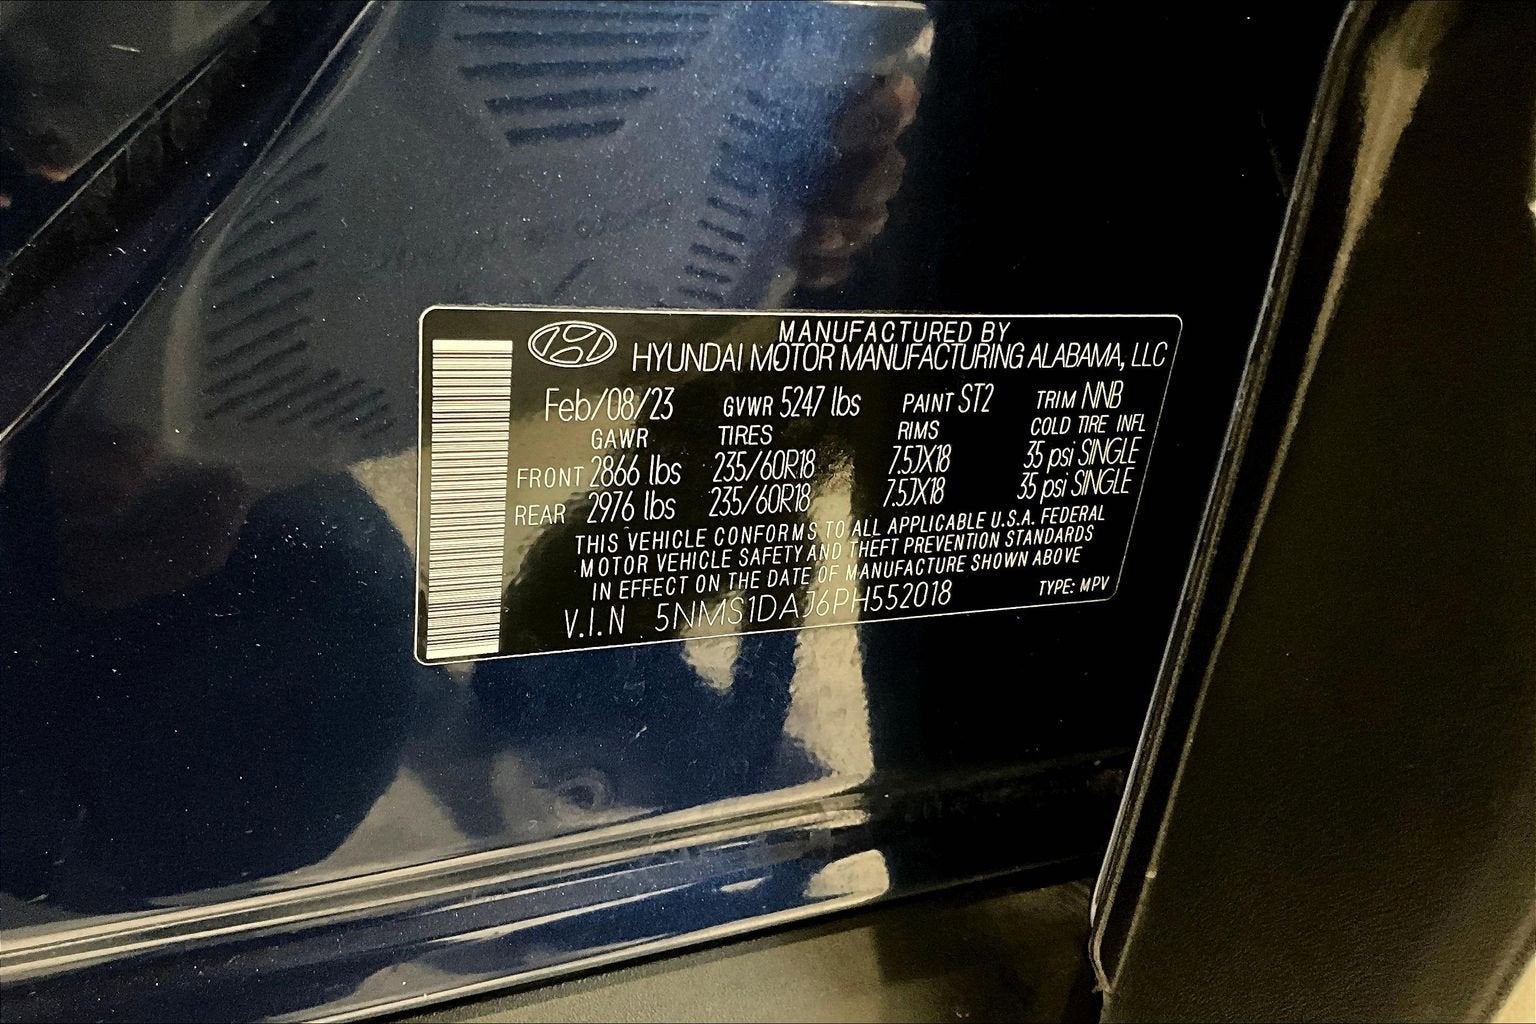 MANUFACTURED BY
HYUNDAI MOTOR MANUFACTURING ALABAMA, LLC
Feb/08/23 GVWR 5247 lbs PAINT ST2 TRIM NNB
GAWR TIRES RIMS COLD TIRE INFL
FRONT 2866 lbs 235/60R18 7.5JX18 35 psi SINGLE
REAR 2976 lbs 235/60R18 7.5JX18 35 psi SINGLE
THIS VEHICLE CONFORMS TO ALL APPLICABLE U.S.A. FEDERAL
MOTOR VEHICLE SAFETY AND THEFT PREVENTION STANDARDS
IN EFFECT ON THE DATE OF MANUFACTURE SHOWN ABOVE
V.I.N 5NMS1DAJ6PH552018 TYPE: MPV